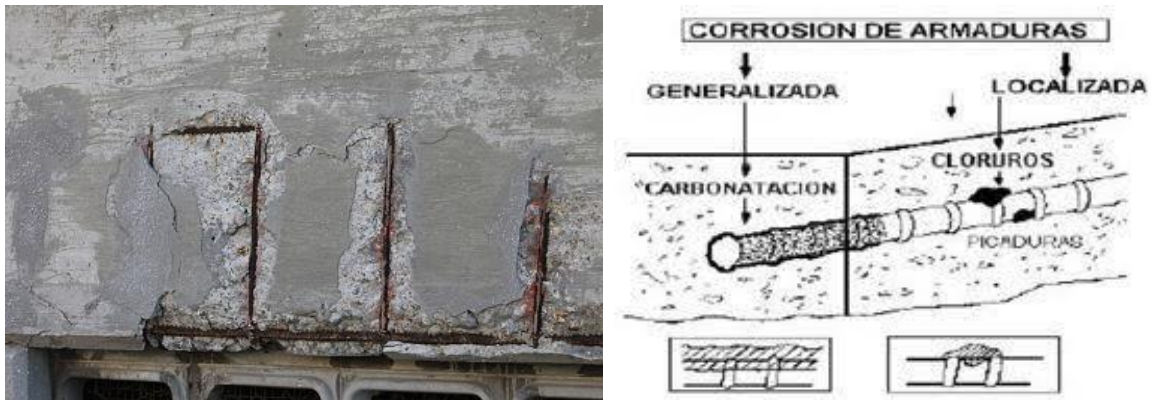 CORROSION DE ARMADURAS
GENERALIZADA
LOCALIZADA
CLORUROS
CARBONATACION
PICADURAS